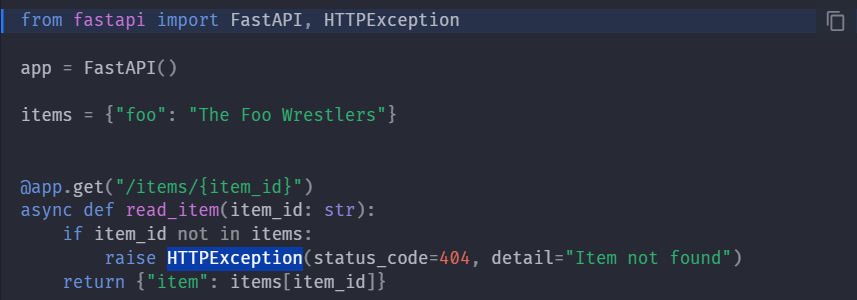 from fastapi import FastAPI, HTTPException
app = FastAPI()
items = {"foo": "The Foo Wrestlers"}
@app.get("/items/{item_id}")
async def read_item(item_id: str):
    if item_id not in items:
        raise HTTPException(status_code=404, detail="Item not found")
    return {"item": items[item_id]}